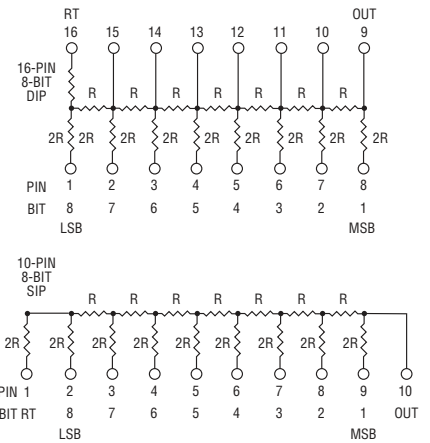 RT OUT
16 15 14 13 12 11 10 9
16-PIN
8-BIT
DIP
R R R R R R R
2R 2R 2R 2R 2R 2R 2R 2R
PIN 1 2 3 4 5 6 7 8
BIT 8 7 6 5 4 3 2 1
LSB MSB
10-PIN
8-BIT
SIP
R R R R R R R
2R 2R 2R 2R 2R 2R 2R 2R 2R
PIN 1 2 3 4 5 6 7 8 9 10
BIT RT 8 7 6 5 4 3 2 1 OUT
LSB MSB